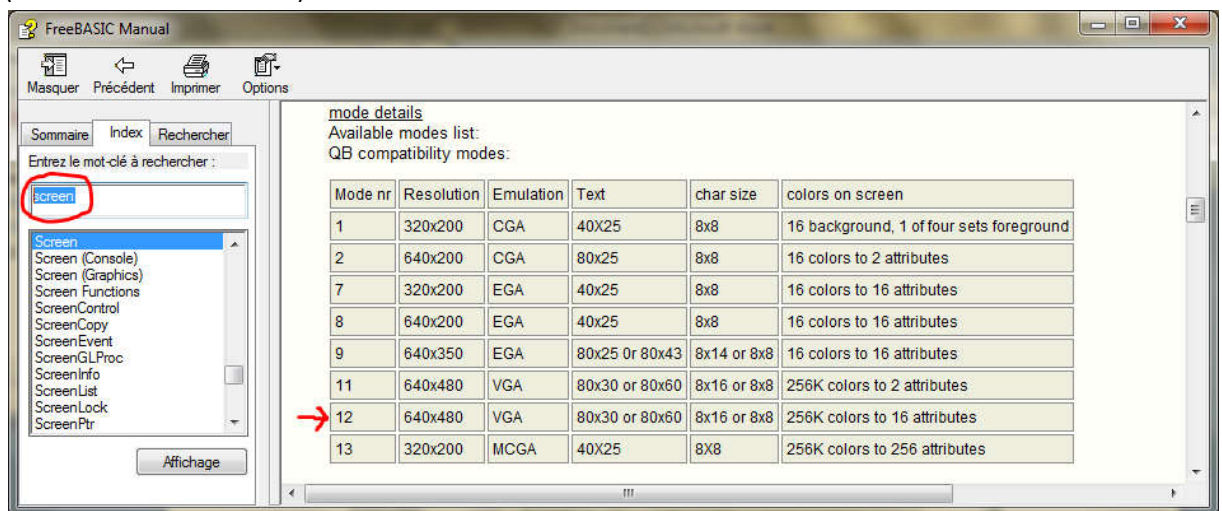 FreeBASIC Manual
Masquer Précédent Imprimer Options
Sommaire Index Rechercher
Entrez le mot-clé à rechercher :
screen
Screen
Screen (Console)
Screen (Graphics)
Screen Functions
ScreenControl
ScreenCopy
ScreenEvent
ScreenGLProc
ScreenInfo
ScreenList
ScreenLock
ScreenPtr
Affichage
mode details
Available modes list:
QB compatibility modes:
Mode nr Resolution Emulation Text char size colors on screen
1 320x200 CGA 40X25 8x8 16 background, 1 of four sets foreground
2 640x200 CGA 80x25 8x8 16 colors to 2 attributes
7 320x200 EGA 40x25 8x8 16 colors to 16 attributes
8 640x200 EGA 40x25 8x8 16 colors to 16 attributes
9 640x350 EGA 80x25 0r 80x43 8x14 or 8x8 16 colors to 16 attributes
11 640x480 VGA 80x30 or 80x60 8x16 or 8x8 256K colors to 2 attributes
12 640x480 VGA 80x30 or 80x60 8x16 or 8x8 256K colors to 16 attributes
13 320x200 MCGA 40X25 8X8 256K colors to 256 attributes